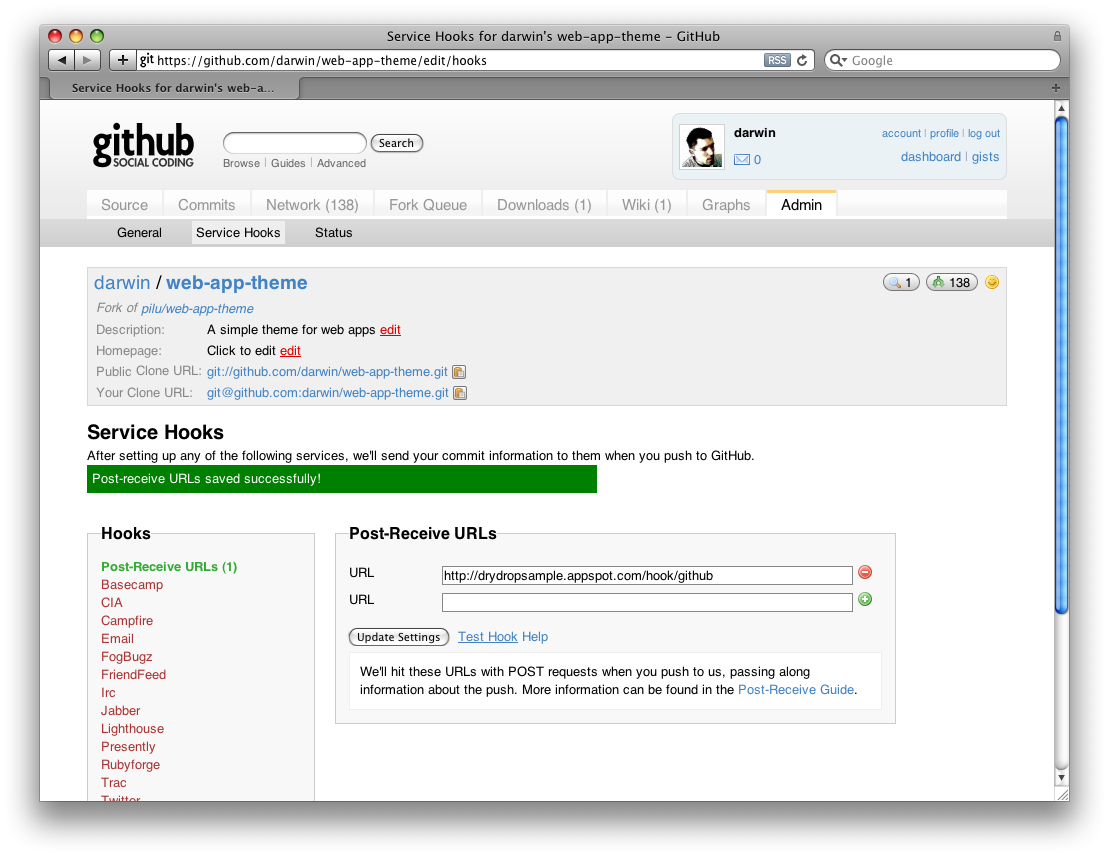 Service Hooks for darwin's web-app-theme – GitHub
git https://github.com/darwin/web-app-theme/edit/hooks RSS Google
Service Hooks for darwin's web-a...
github
SOCIAL CODING
Search
Browse | Guides | Advanced
darwin
account | profile | log out
0
dashboard | gists
Source Commits Network (138) Fork Queue Downloads (1) Wiki (1) Graphs Admin
General Service Hooks Status
darwin / web-app-theme 1 138
Fork of pilu/web-app-theme
Description: A simple theme for web apps edit
Homepage: Click to edit edit
Public Clone URL: git://github.com/darwin/web-app-theme.git
Your Clone URL: git@github.com:darwin/web-app-theme.git
Service Hooks
After setting up any of the following services, we'll send your commit information to them when you push to GitHub.
Post-receive URLs saved successfully!
Hooks
Post-Receive URLs (1)
Basecamp
CIA
Campfire
Email
FogBugz
FriendFeed
Irc
Jabber
Lighthouse
Presently
Rubyforge
Trac
Twitter
Post-Receive URLs
URL http://drydropsample.appspot.com/hook/github
URL
Update Settings Test Hook Help
We'll hit these URLs with POST requests when you push to us, passing along
information about the push. More information can be found in the Post-Receive Guide.